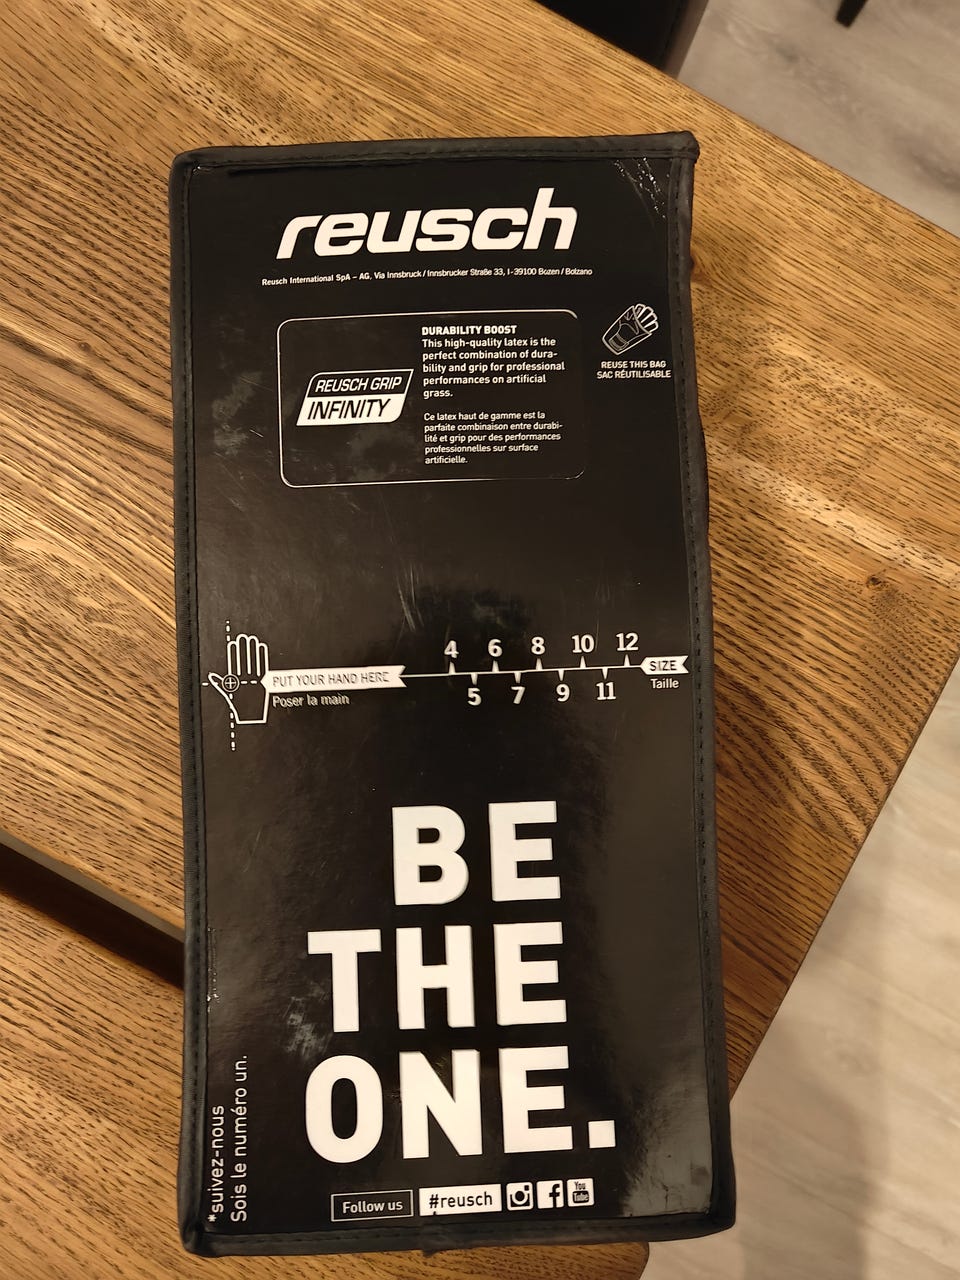 reusch
Reusch International SpA – AG, Via Innsbruck / Innsbrucker Straße 33, I-39100 Bozen / Bolzano
REUSCH GRIP
INFINITY
DURABILITY BOOST
This high-quality latex is the
perfect combination of dura-
bility and grip for professional
performances on artificial
grass.
Ce latex haut de gamme est la
parfaite combinaison entre durabi-
lité et grip pour des performances
professionnelles sur surface
artificielle.
REUSE THIS BAG
SAC RÉUTILISABLE
4 6 8 10 12
PUT YOUR HAND HERE
SIZE
Poser la main
5 7 9 11
Taille
BE
THE
ONE.
*suivez-nous
Sois le numéro un.
Follow us
#reusch
You
Tube